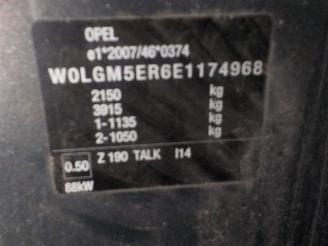 OPEL
e1*2007/46*0374
W0LGM5ER6E1174968
2150 kg
3915 kg
1-1135 kg
2-1050 kg
0.50 Z 190 TALK I14
88kW